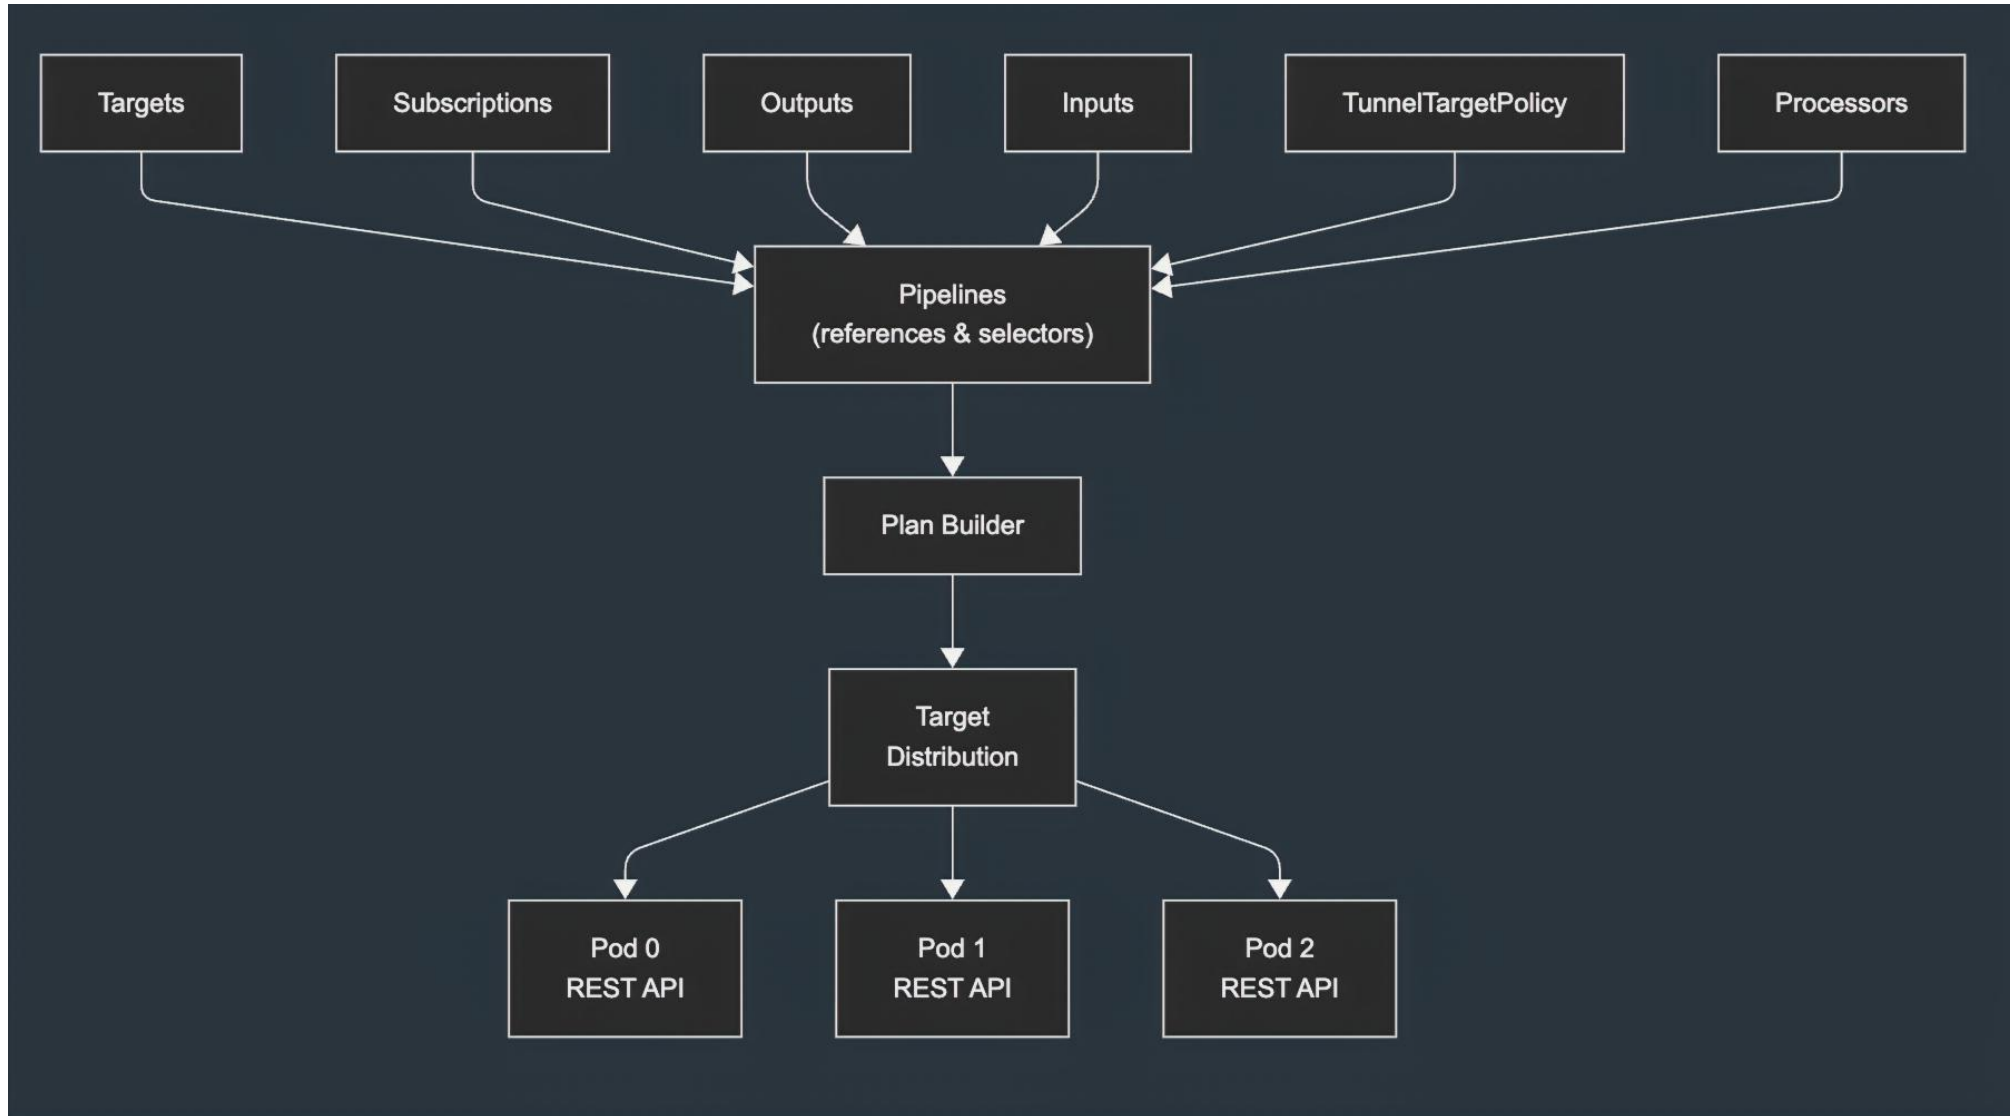 Targets
Subscriptions
Outputs
Inputs
TunnelTargetPolicy
Processors
Pipelines
(references & selectors)
Plan Builder
Target
Distribution
Pod 0
REST API
Pod 1
REST API
Pod 2
REST API